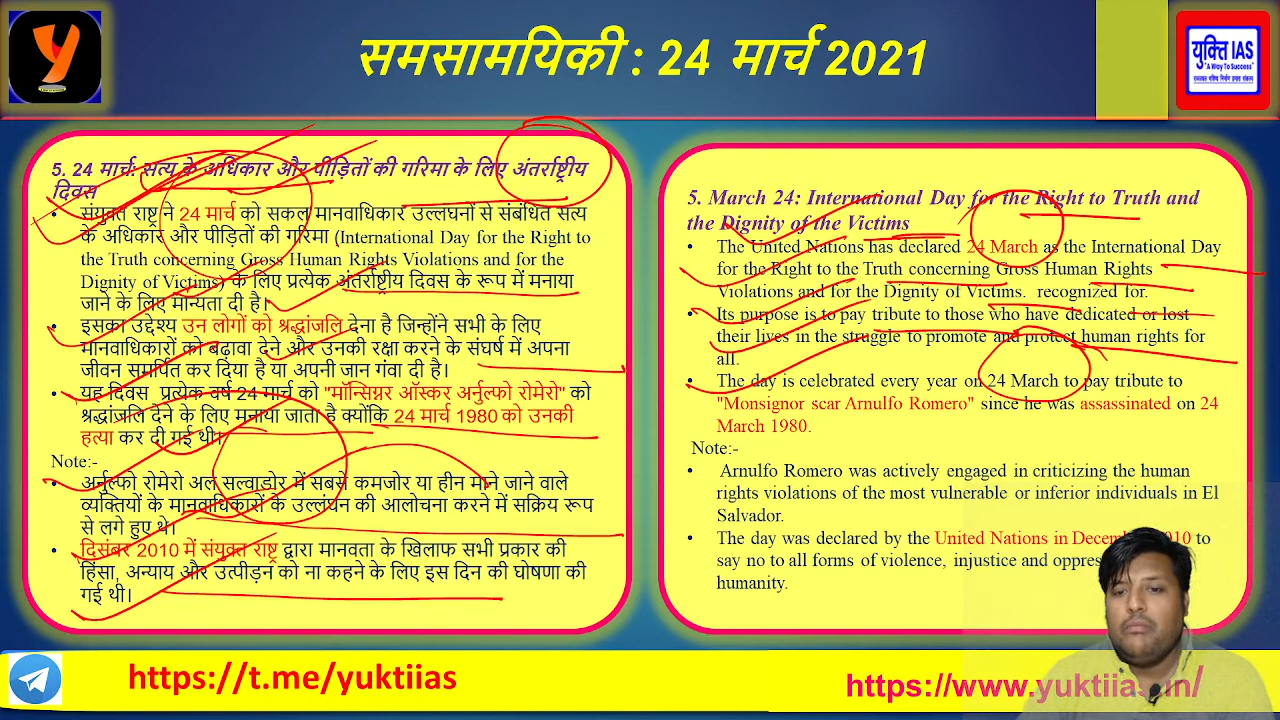 समसामयिकी : 24 मार्च 2021
युक्ति IAS
"A Way To Success"
5. 24 मार्च: सत्य के अधिकार और पीड़ितों की गरिमा के लिए अंतर्राष्ट्रीय
दिवस
• संयुक्त राष्ट्र ने 24 मार्च को सकल मानवाधिकार उल्लघनों से संबंधित सत्य
के अधिकार और पीड़ितों की गरिमा (International Day for the Right to
the Truth concerning Gross Human Rights Violations and for the
Dignity of Victims) के लिए प्रत्येक अंतर्राष्ट्रीय दिवस के रूप में मनाया
जाने के लिए मान्यता दी है।
• इसका उद्देश्य उन लोगों को श्रद्धांजलि देना है जिन्होंने सभी के लिए
मानवाधिकारों को बढ़ावा देने और उनकी रक्षा करने के संघर्ष में अपना
जीवन समर्पित कर दिया है या अपनी जान गंवा दी है।
• यह दिवस प्रत्येक वर्ष 24 मार्च को "मॉन्सिग्नर ऑस्कर अर्नुल्फो रोमेरो" को
श्रद्धांजलि देने के लिए मनाया जाता है क्योंकि 24 मार्च 1980 को उनकी
हत्या कर दी गई थी।
Note:-
• अर्नुल्फो रोमेरो अल सल्वाडोर में सबसे कमजोर या हीन माने जाने वाले
व्यक्तियों के मानवाधिकारों के उल्लंघन की आलोचना करने में सक्रिय रूप
से लगे हुए थे।
• दिसंबर 2010 में संयुक्त राष्ट्र द्वारा मानवता के खिलाफ सभी प्रकार की
हिंसा, अन्याय और उत्पीड़न को ना कहने के लिए इस दिन की घोषणा की
गई थी।
5. March 24: International Day for the Right to Truth and
the Dignity of the Victims
• The United Nations has declared 24 March as the International Day
for the Right to the Truth concerning Gross Human Rights
Violations and for the Dignity of Victims. recognized for.
• Its purpose is to pay tribute to those who have dedicated or lost
their lives in the struggle to promote and protect human rights for
all.
• The day is celebrated every year on 24 March to pay tribute to
"Monsignor scar Arnulfo Romero" since he was assassinated on 24
March 1980.
Note:-
• Arnulfo Romero was actively engaged in criticizing the human
rights violations of the most vulnerable or inferior individuals in El
Salvador.
• The day was declared by the United Nations in 2010 to
say no to all forms of violence, injustice and
humanity.
https://t.me/yuktiias
https://www.yuktiias.in/